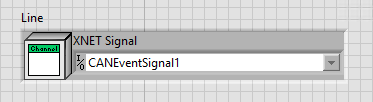 Line
XNET Signal
Channel
I/O
CANEventSignal1